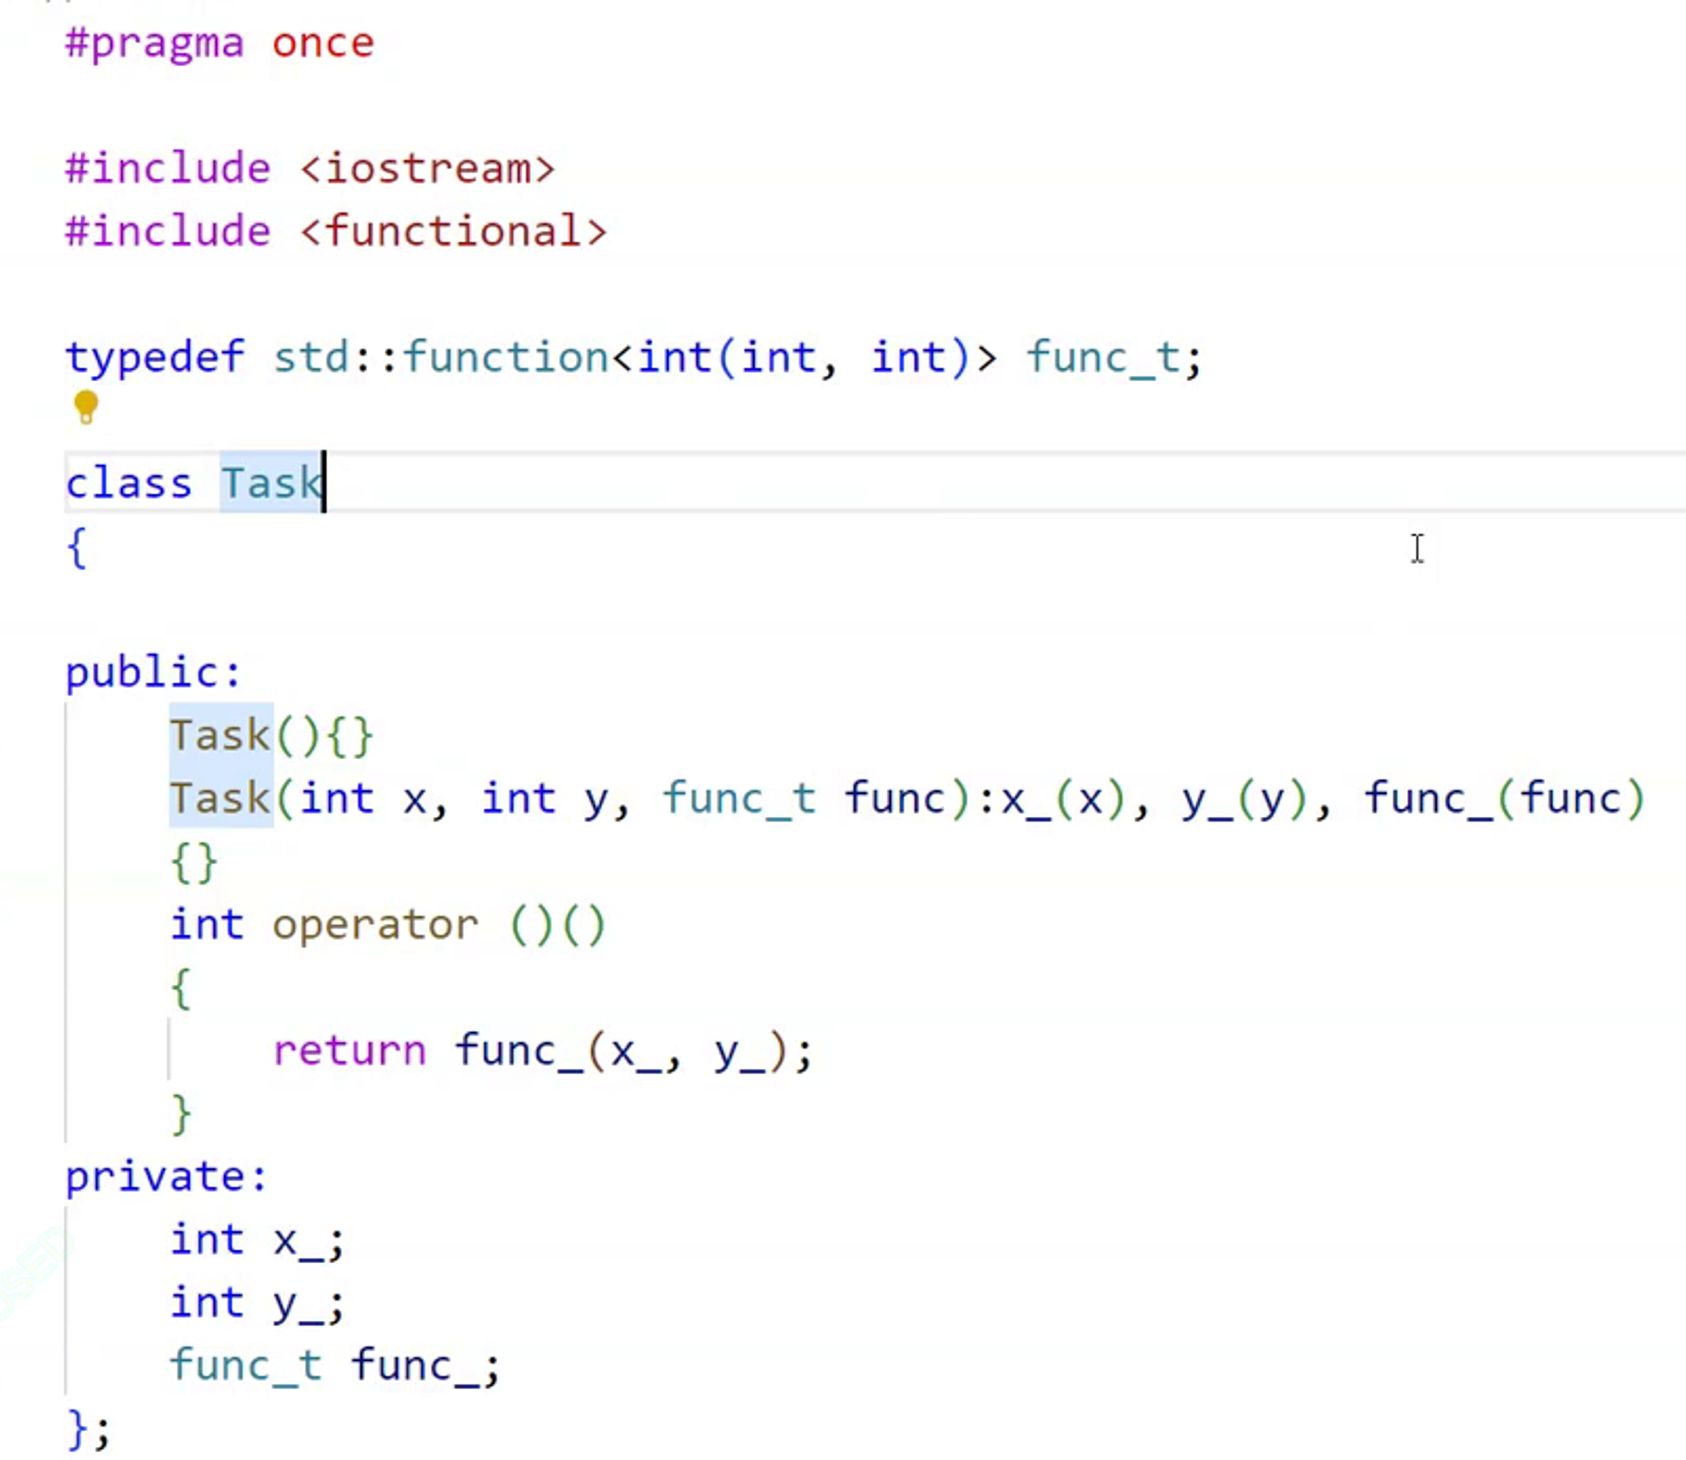 #pragma once
#include <iostream>
#include <functional>
typedef std::function<int(int, int)> func_t;
class Task
{
public:
    Task(){}
    Task(int x, int y, func_t func):x_(x), y_(y), func_(func)
    {}
    int operator ()()
    {
        return func_(x_, y_);
    }
private:
    int x_;
    int y_;
    func_t func_;
};